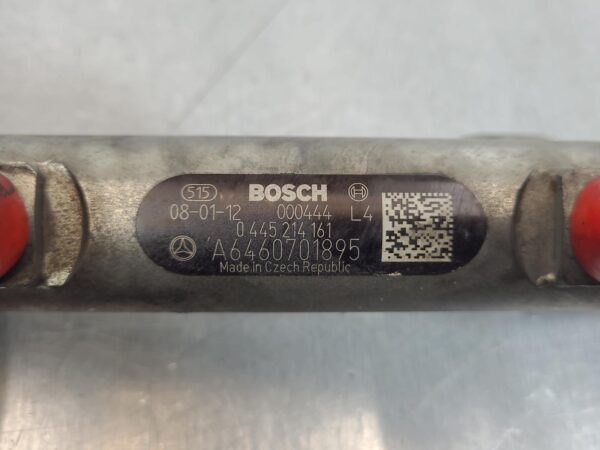 515 BOSCH
08-01-12 000444 L4
0 445 214 161
A6460701895
Made in Czech Republic